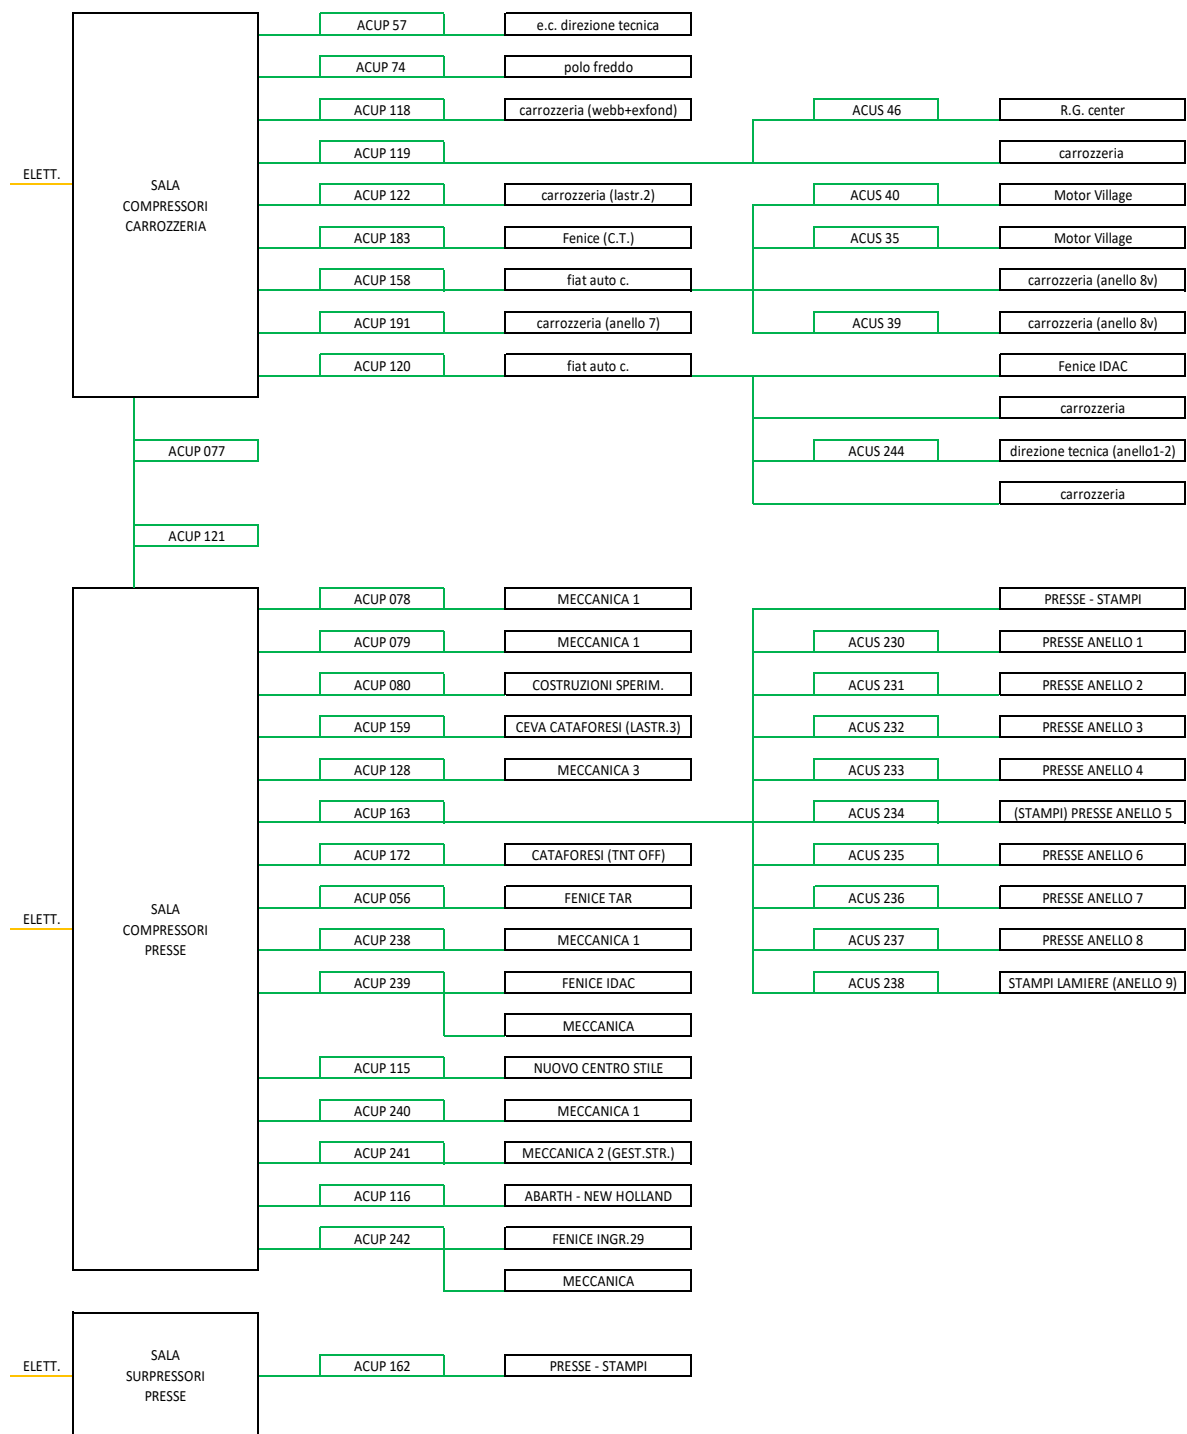 ACUP 57 e.c. direzione tecnica
ACUP 74 polo freddo
ACUP 118 carrozzeria (webb+exfond) ACUS 46 R.G. center
ACUP 119 carrozzeria
ELETT.
SALA
COMPRESSORI
CARROZZERIA
ACUP 122 carrozzeria (lastr.2) ACUS 40 Motor Village
ACUP 183 Fenice (C.T.) ACUS 35 Motor Village
ACUP 158 fiat auto c. carrozzeria (anello 8v)
ACUP 191 carrozzeria (anello 7) ACUS 39 carrozzeria (anello 8v)
ACUP 120 fiat auto c. Fenice IDAC
carrozzeria
ACUP 077 ACUS 244 direzione tecnica (anello1-2)
carrozzeria
ACUP 121
ACUP 078 MECCANICA 1 PRESSE - STAMPI
ACUP 079 MECCANICA 1 ACUS 230 PRESSE ANELLO 1
ACUP 080 COSTRUZIONI SPERIM. ACUS 231 PRESSE ANELLO 2
ACUP 159 CEVA CATAFORESI (LASTR.3) ACUS 232 PRESSE ANELLO 3
ACUP 128 MECCANICA 3 ACUS 233 PRESSE ANELLO 4
ACUP 163 ACUS 234 (STAMPI) PRESSE ANELLO 5
ACUP 172 CATAFORESI (TNT OFF) ACUS 235 PRESSE ANELLO 6
ACUP 056 FENICE TAR ACUS 236 PRESSE ANELLO 7
ELETT.
SALA
COMPRESSORI
PRESSE
ACUP 238 MECCANICA 1 ACUS 237 PRESSE ANELLO 8
ACUP 239 FENICE IDAC ACUS 238 STAMPI LAMIERE (ANELLO 9)
MECCANICA
ACUP 115 NUOVO CENTRO STILE
ACUP 240 MECCANICA 1
ACUP 241 MECCANICA 2 (GEST.STR.)
ACUP 116 ABARTH - NEW HOLLAND
ACUP 242 FENICE INGR.29
MECCANICA
ELETT.
SALA
SURPRESSORI
PRESSE
ACUP 162 PRESSE - STAMPI